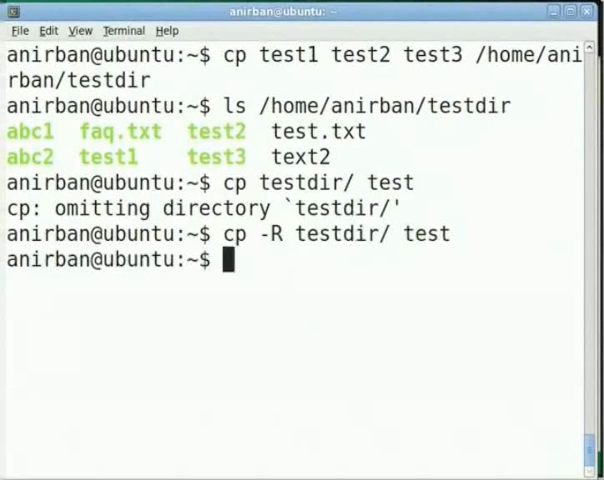 anirban@ubuntu: ~
File Edit View Terminal Help
anirban@ubuntu:~$ cp test1 test2 test3 /home/ani
rban/testdir
anirban@ubuntu:~$ ls /home/anirban/testdir
abc1 faq.txt test2 test.txt
abc2 test1 test3 text2
anirban@ubuntu:~$ cp testdir/ test
cp: omitting directory `testdir/'
anirban@ubuntu:~$ cp -R testdir/ test
anirban@ubuntu:~$